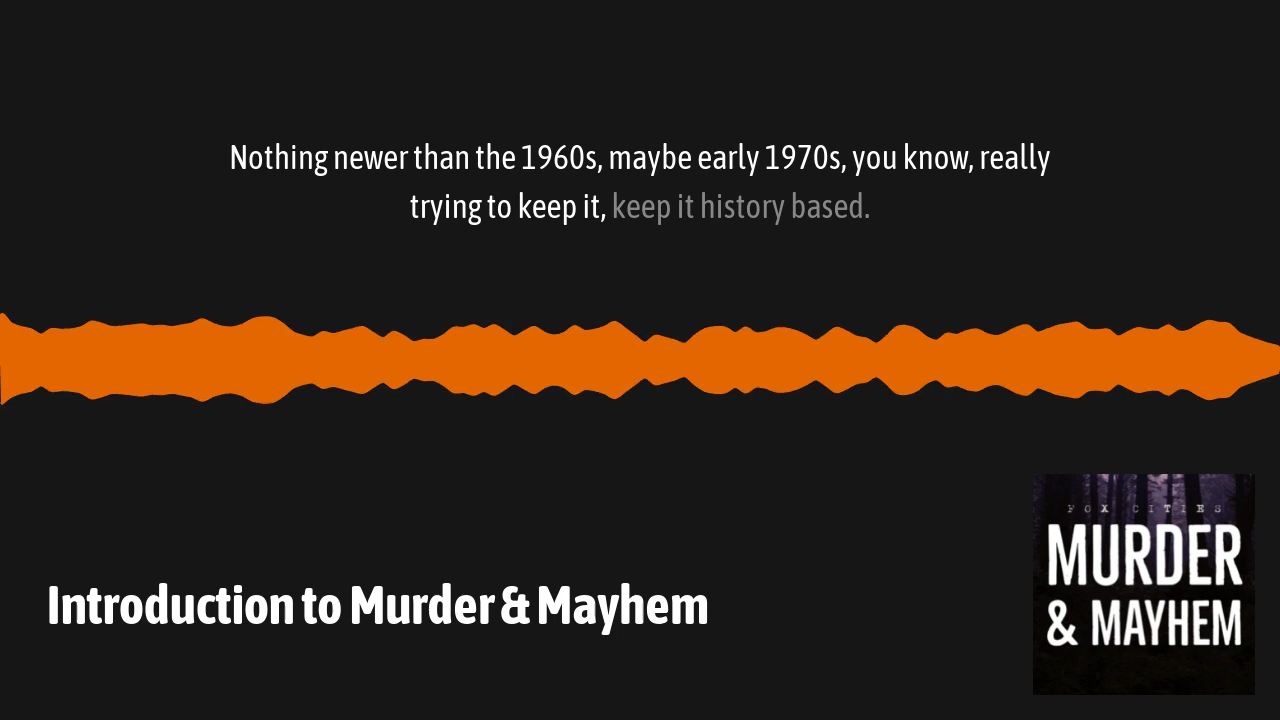 Nothing newer than the 1960s, maybe early 1970s, you know, really
trying to keep it, keep it history based.
Introduction to Murder & Mayhem
FOX CITIES
MURDER
& MAYHEM